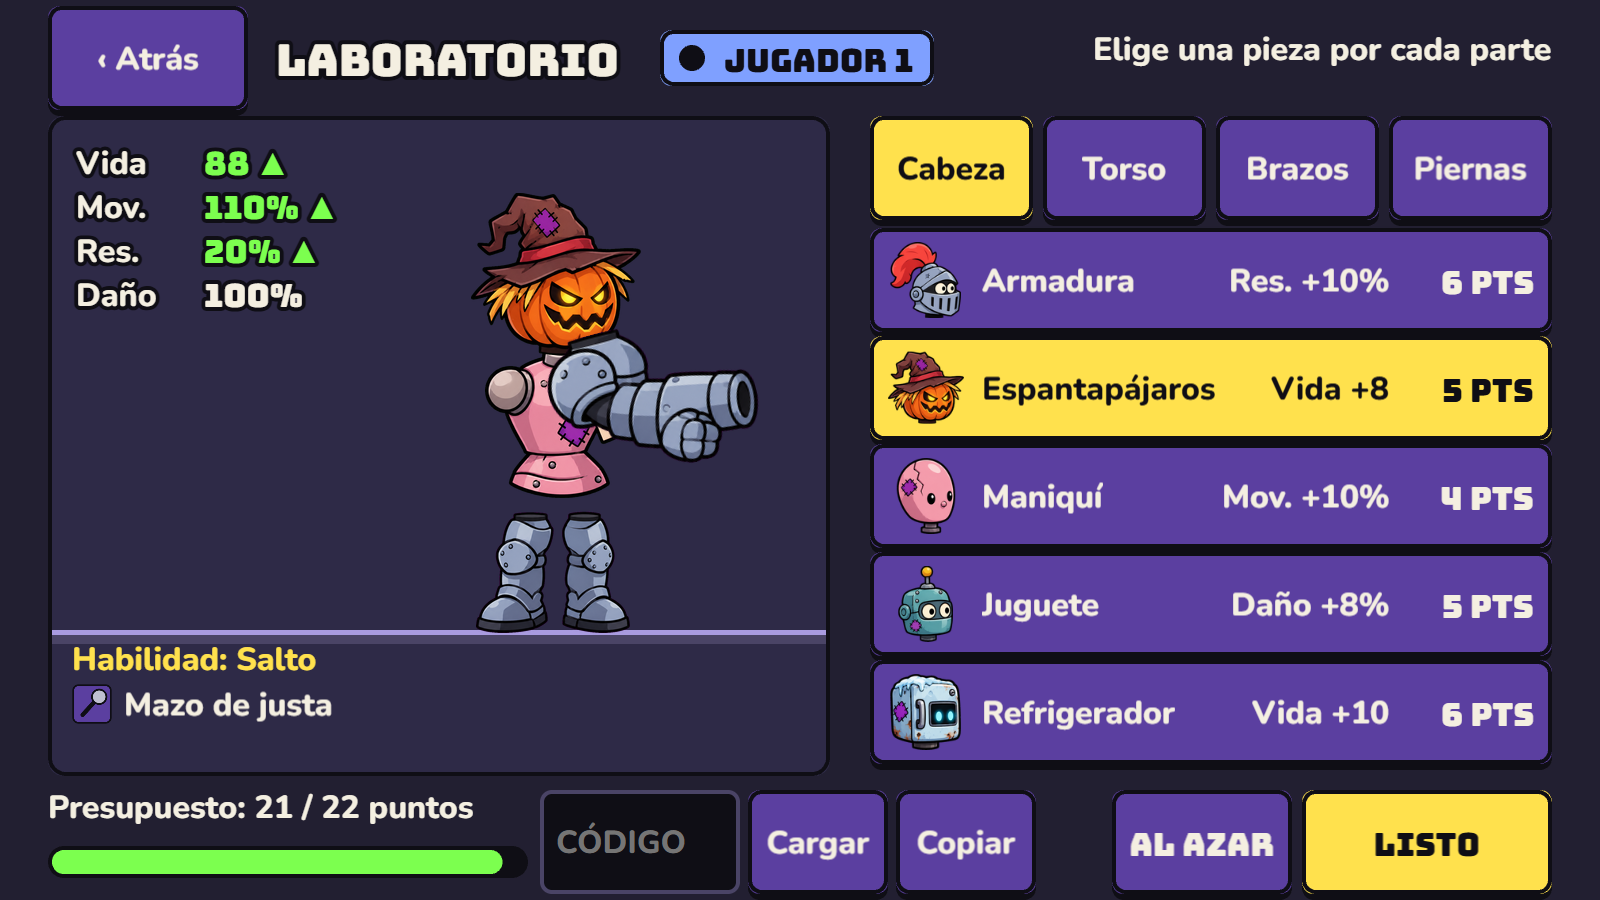 ‹ Atrás
LABORATORIO
JUGADOR 1
Elige una pieza por cada parte
Vida 88 ▲
Mov. 110% ▲
Res. 20% ▲
Daño 100%
Habilidad: Salto
Mazo de justa
Cabeza Torso Brazos Piernas
Armadura Res. +10% 6 PTS
Espantapájaros Vida +8 5 PTS
Maniquí Mov. +10% 4 PTS
Juguete Daño +8% 5 PTS
Refrigerador Vida +10 6 PTS
Presupuesto: 21 / 22 puntos
CÓDIGO
Cargar
Copiar
AL AZAR
LISTO